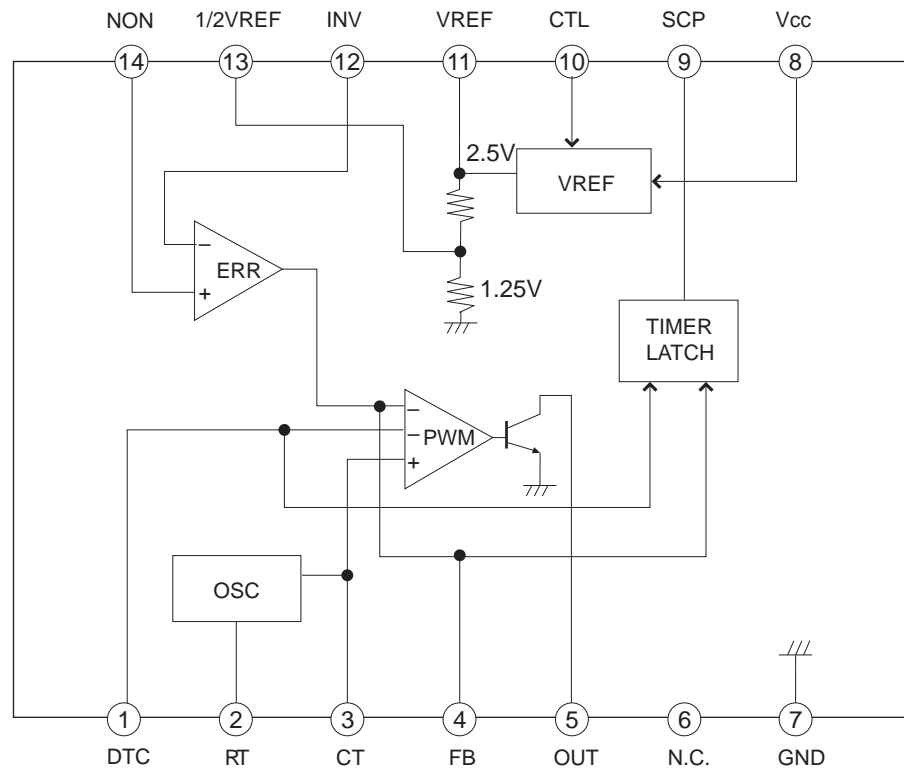 NON 1/2VREF INV VREF CTL SCP Vcc
14 13 12 11 10 9 8
2.5V
VREF
−
ERR
+
1.25V
TIMER
LATCH
−
−
PWM
+
OSC
1 2 3 4 5 6 7
DTC RT CT FB OUT N.C. GND